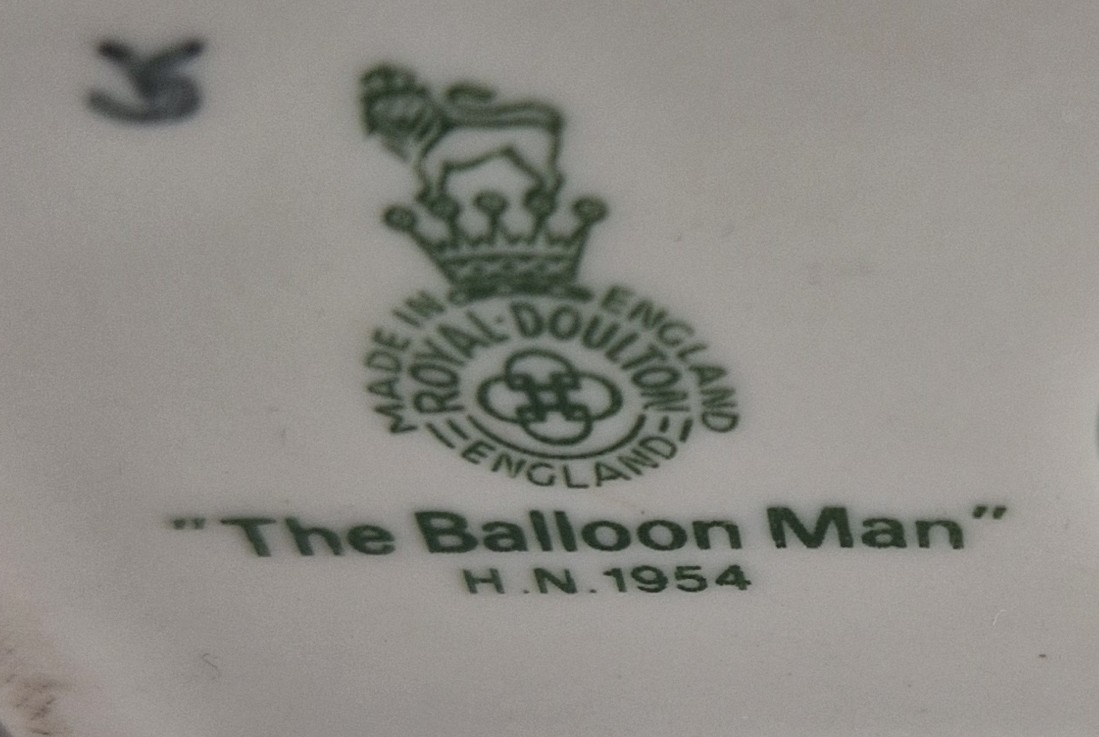 MADE IN ENGLAND
ROYAL·DOULTON
ENGLAND
"The Balloon Man"
H.N.1954